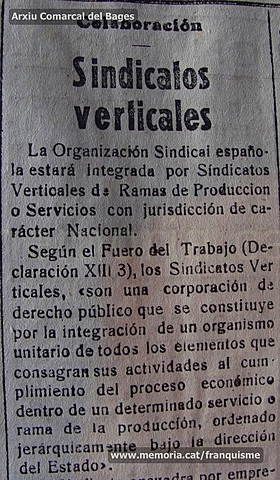 Arxiu Comarcal del Bages
Colaboración
Sindicatos
verticales
La Organización Sindical españo-
la estará integrada por Sindicatos
Verticales de Ramas de Produccion
o Servicios con jurisdicción de ca-
rácter Nacional.
Según el Fuero del Trabajo (De-
claración XIII 3), los Sindicatos Ver
ticales, «son una corporación de
derecho público que se constituye
por la integración de un organismo
unitario de todos los elementos que
consagran sus actividades al cum-
plimiento del proceso económico
dentro de un determinado servicio o
rama de la producción, ordenado
jerárquicamente bajo la dirección
del Estado».
www.memoria.cat/franquisme
por empre-